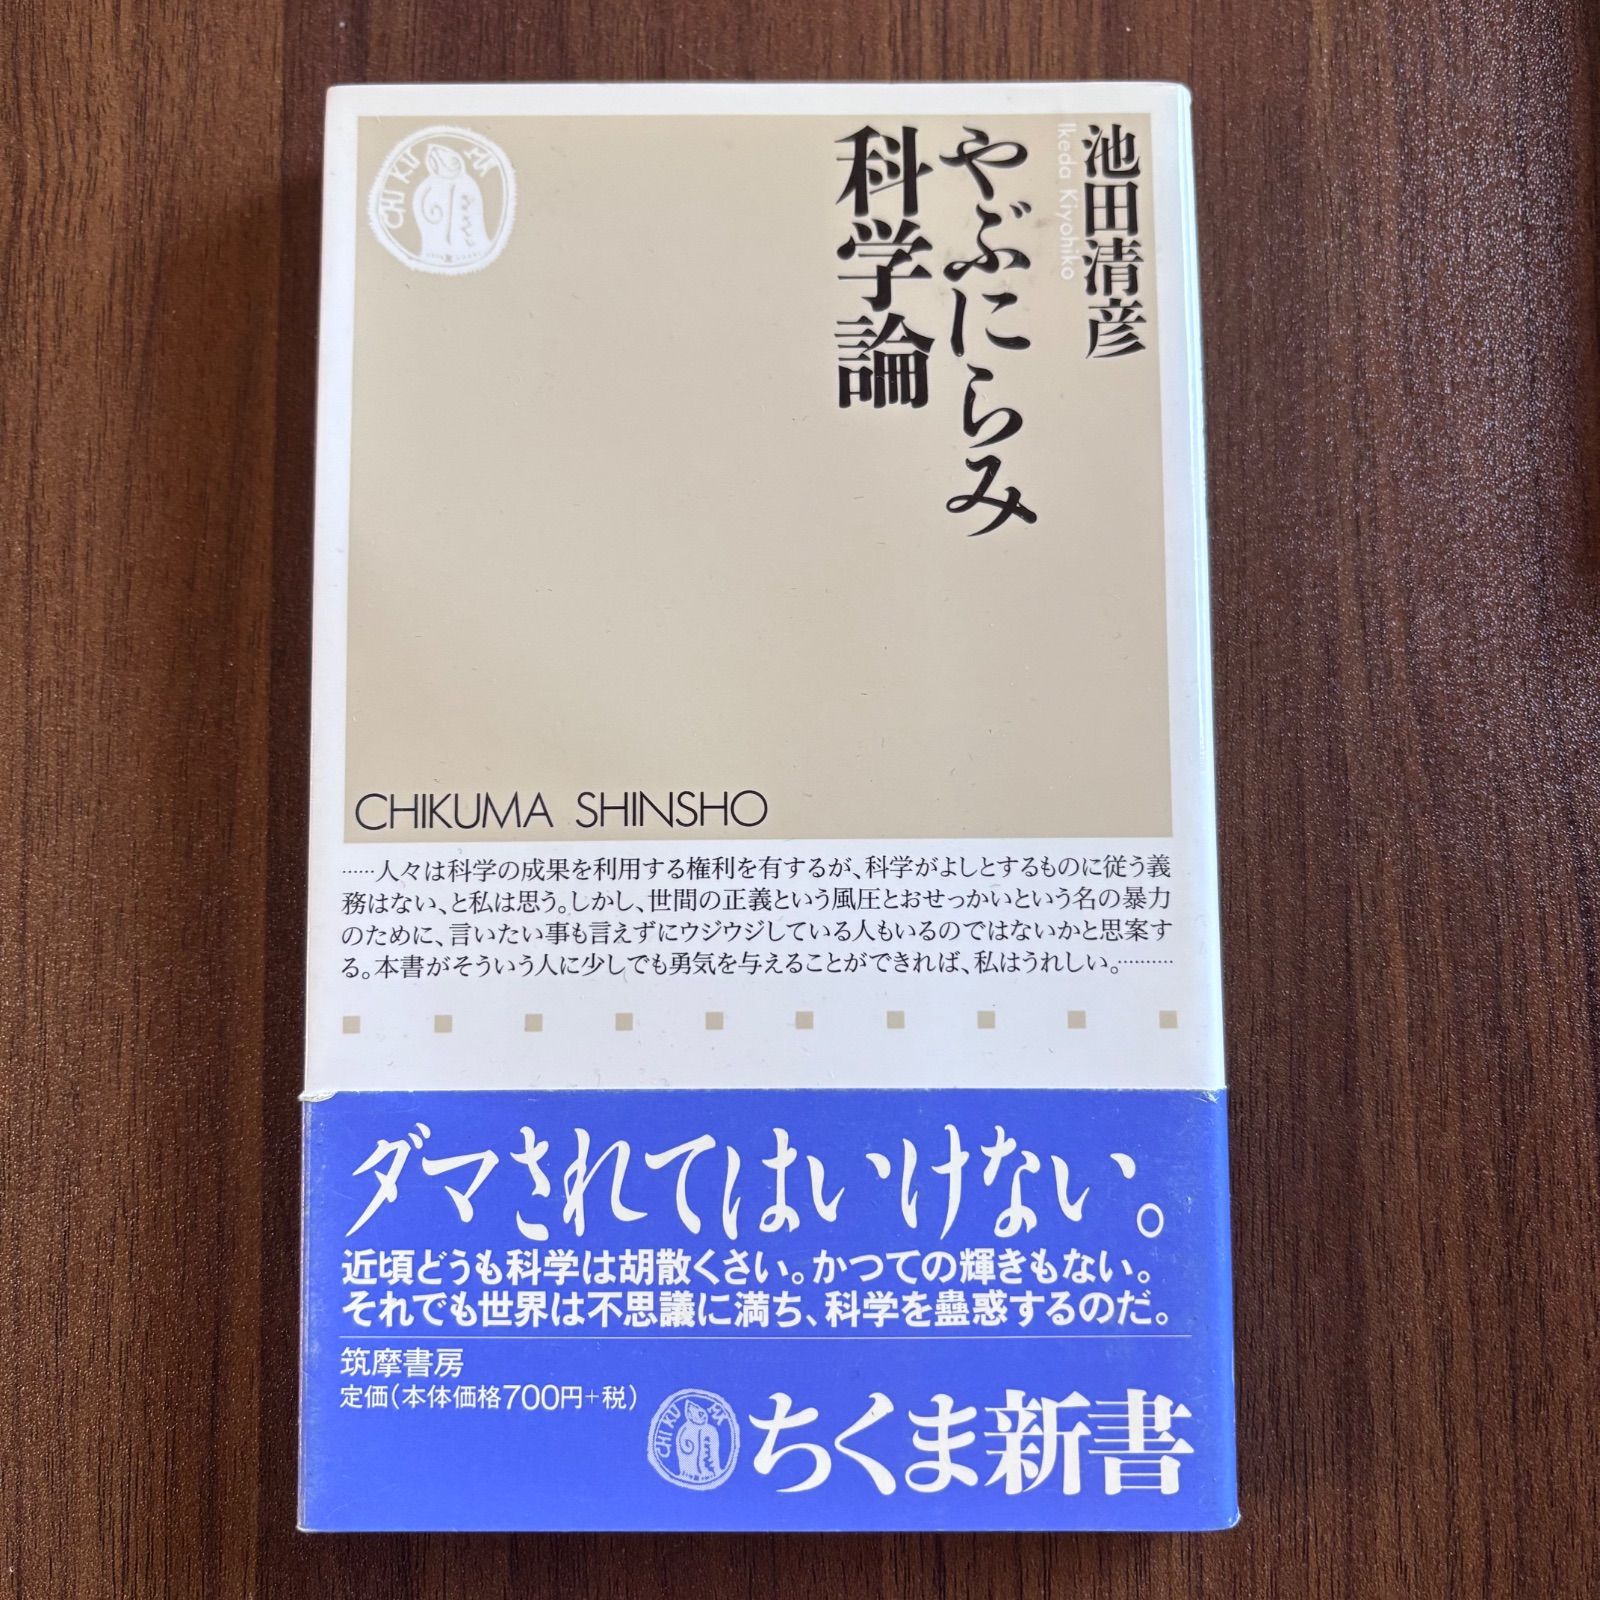 池田清彦
Ikeda Kiyohiko
やぶにらみ
科学論
CHIKUMA
CHIKUMA SHINSHO
……人々は科学の成果を利用する権利を有するが、科学がよしとするものに従う義
務はない、と私は思う。しかし、世間の正義という風圧とおせっかいという名の暴力
のために、言いたい事も言えずにウジウジしている人もいるのではないかと思案す
る。本書がそういう人に少しでも勇気を与えることができれば、私はうれしい。………
ダマされてはいけない。
近頃どうも科学は胡散くさい。かつての輝きもない。
それでも世界は不思議に満ち、科学を蠱惑するのだ。
筑摩書房
定価(本体価格700円+税)
CHIKUMA
ちくま新書